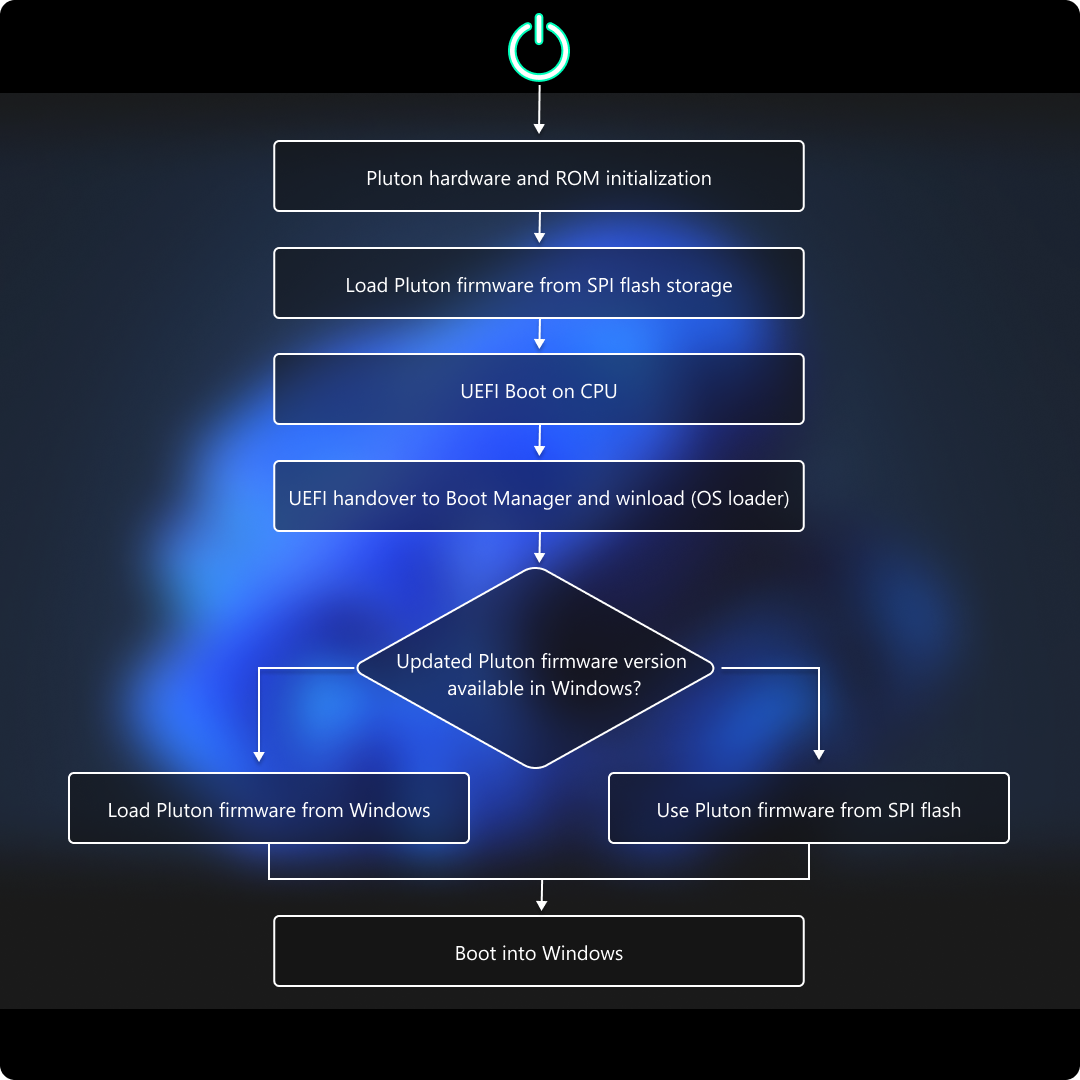 Pluton hardware and ROM initialization
Load Pluton firmware from SPI flash storage
UEFI Boot on CPU
UEFI handover to Boot Manager and winload (OS loader)
Updated Pluton firmware version
available in Windows?
Load Pluton firmware from Windows
Use Pluton firmware from SPI flash
Boot into Windows